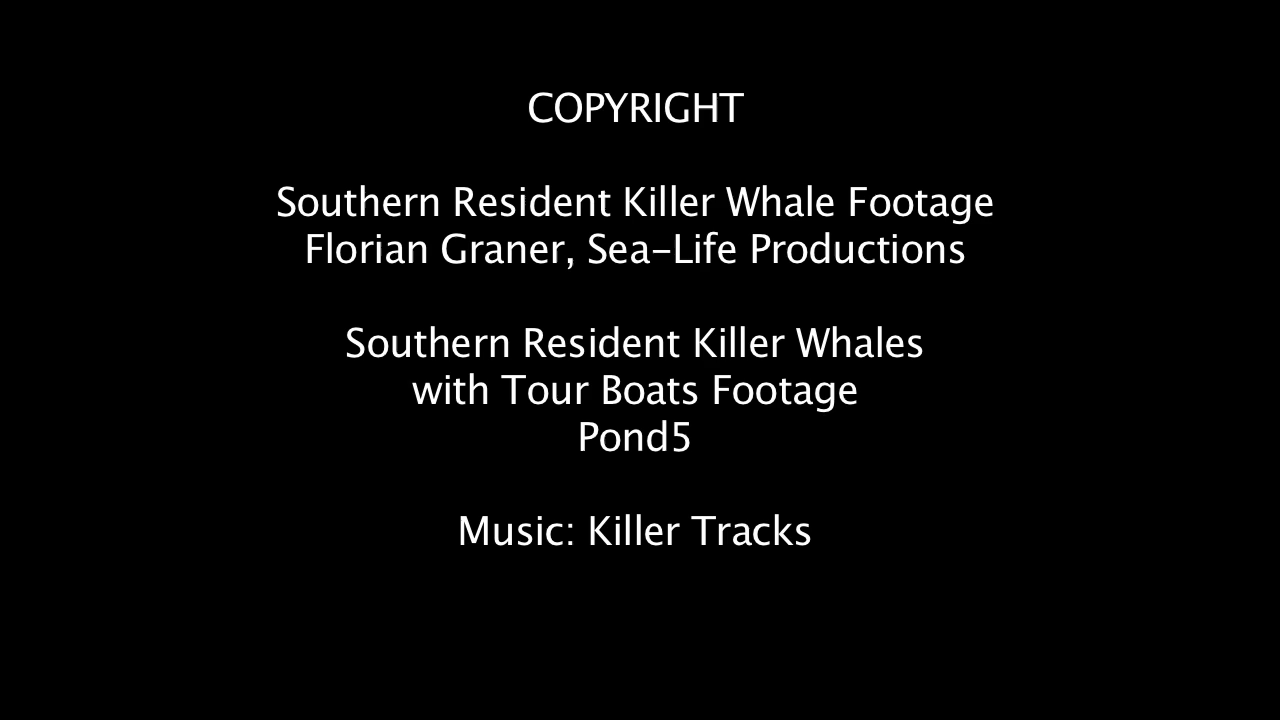 COPYRIGHT
Southern Resident Killer Whale Footage
Florian Graner, Sea-Life Productions
Southern Resident Killer Whales
with Tour Boats Footage
Pond5
Music: Killer Tracks